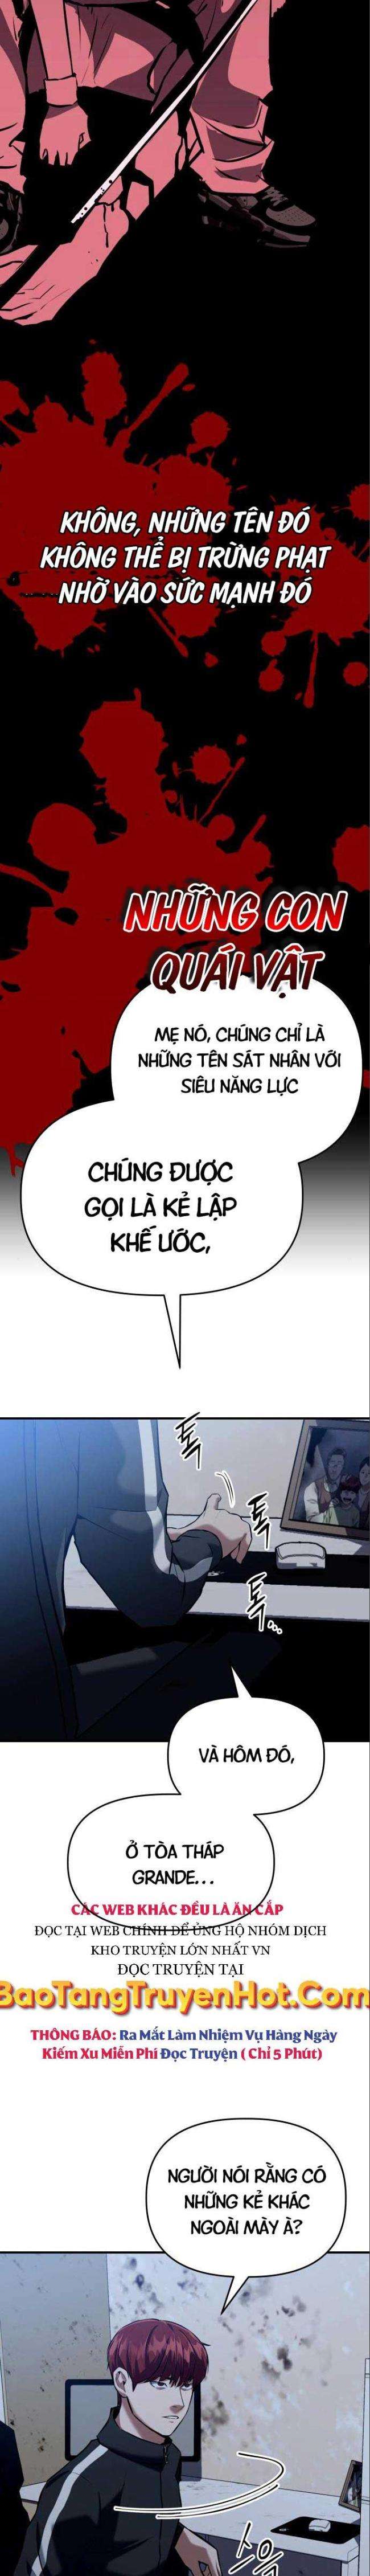 KHÔNG, NHỮNG TÊN ĐÓ
KHÔNG THỂ BỊ TRỪNG PHẠT
NHỜ VÀO SỨC MẠNH ĐÓ
NHỮNG CON
QUÁI VẬT
MẸ NÓ, CHÚNG CHỈ LÀ
NHỮNG TÊN SÁT NHÂN VỚI
SIÊU NĂNG LỰC
CHÚNG ĐƯỢC
GỌI LÀ KẺ LẬP
KHẾ ƯỚC,
툭
툭
툭...
VÀ HÔM ĐÓ,
Ở TÒA THÁP
GRANDE...
CÁC WEB KHÁC ĐỀU LÀ ĂN CẮP
ĐỌC TẠI WEB CHÍNH ĐỂ ỦNG HỘ NHÓM DỊCH
KHO TRUYỆN LỚN NHẤT VN
ĐỌC TRUYỆN TẠI
BaoTangTruyenHot.Com
THÔNG BÁO: Ra Mắt Làm Nhiệm Vụ Hàng Ngày
Kiếm Xu Miễn Phí Đọc Truyện ( Chỉ 5 Phút)
NGƯỜI NÓI RẰNG CÓ
NHỮNG KẺ KHÁC
NGOÀI MÀY À?